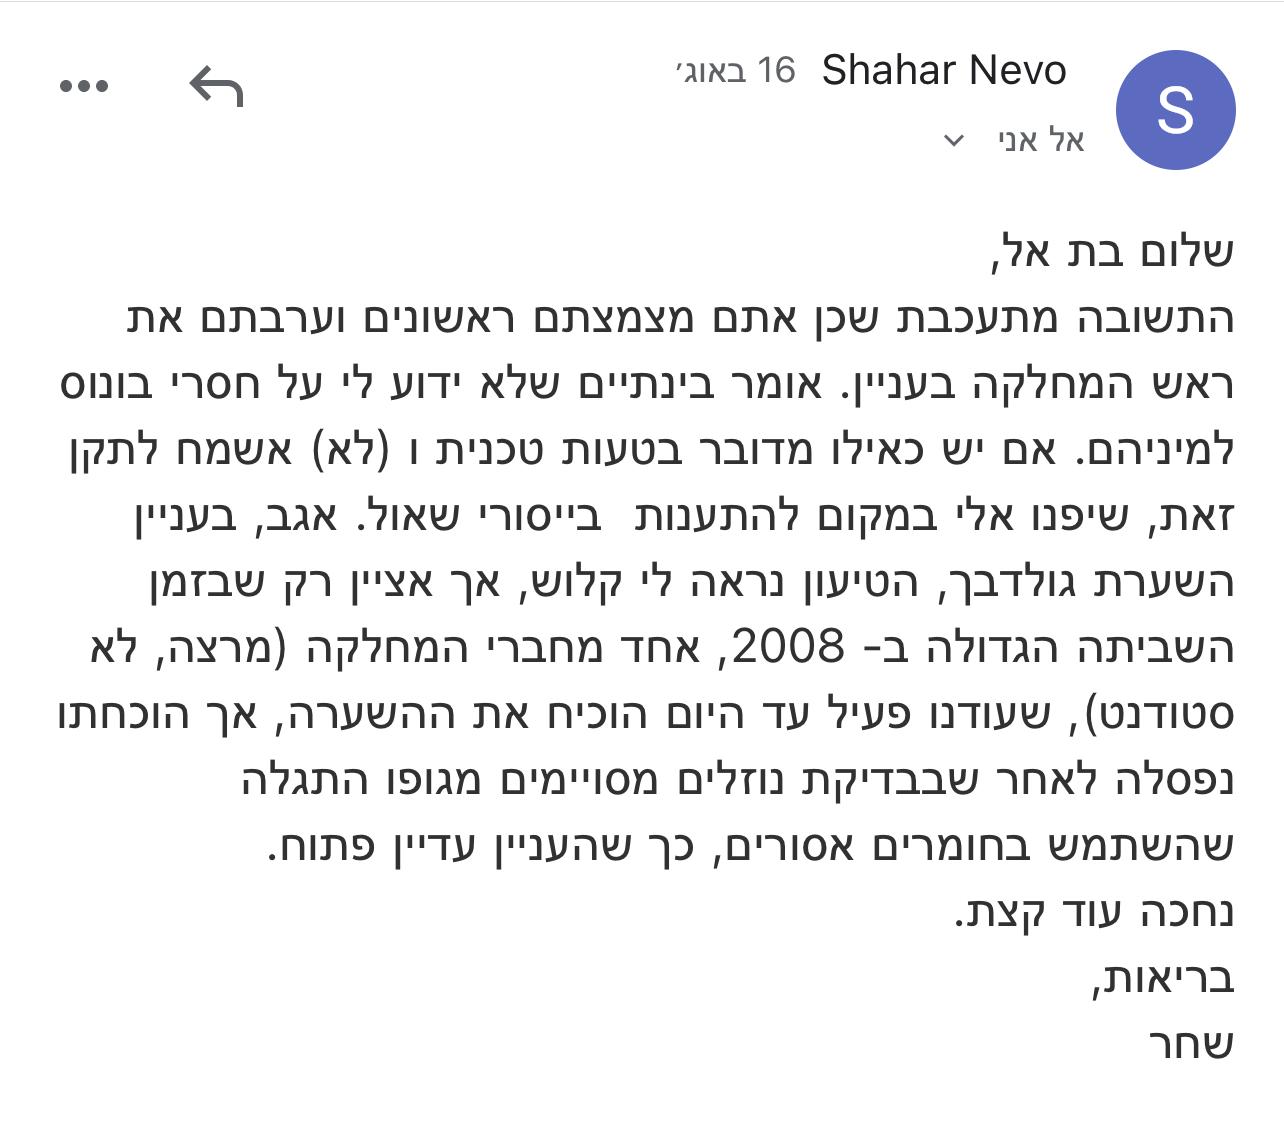 Shahar Nevo 16 באוג׳
אל אני
S
שלום בת אל,
התשובה מתעכבת שכן אתם מצמצתם ראשונים וערבתם את
ראש המחלקה בעניין. אומר בינתיים שלא ידוע לי על חסרי בונוס
למיניהם. אם יש כאילו מדובר בטעות טכנית ו (לא) אשמח לתקן
זאת, שיפנו אלי במקום להתענות  בייסורי שאול. אגב, בעניין
השערת גולדבך, הטיעון נראה לי קלוש, אך אציין רק שבזמן
השביתה הגדולה ב- 2008, אחד מחברי המחלקה (מרצה, לא
סטודנט), שעודנו פעיל עד היום הוכיח את ההשערה, אך הוכחתו
נפסלה לאחר שבבדיקת נוזלים מסויימים מגופו התגלה
שהשתמש בחומרים אסורים, כך שהעניין עדיין פתוח.
נחכה עוד קצת.
בריאות,
שחר